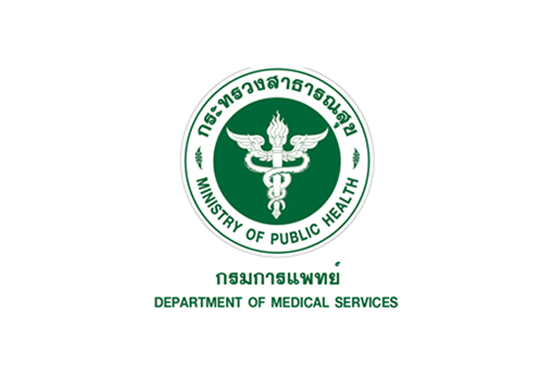 กระทรวงสาธารณสุข
MINISTRY OF PUBLIC HEALTH
กรมการแพทย์
DEPARTMENT OF MEDICAL SERVICES